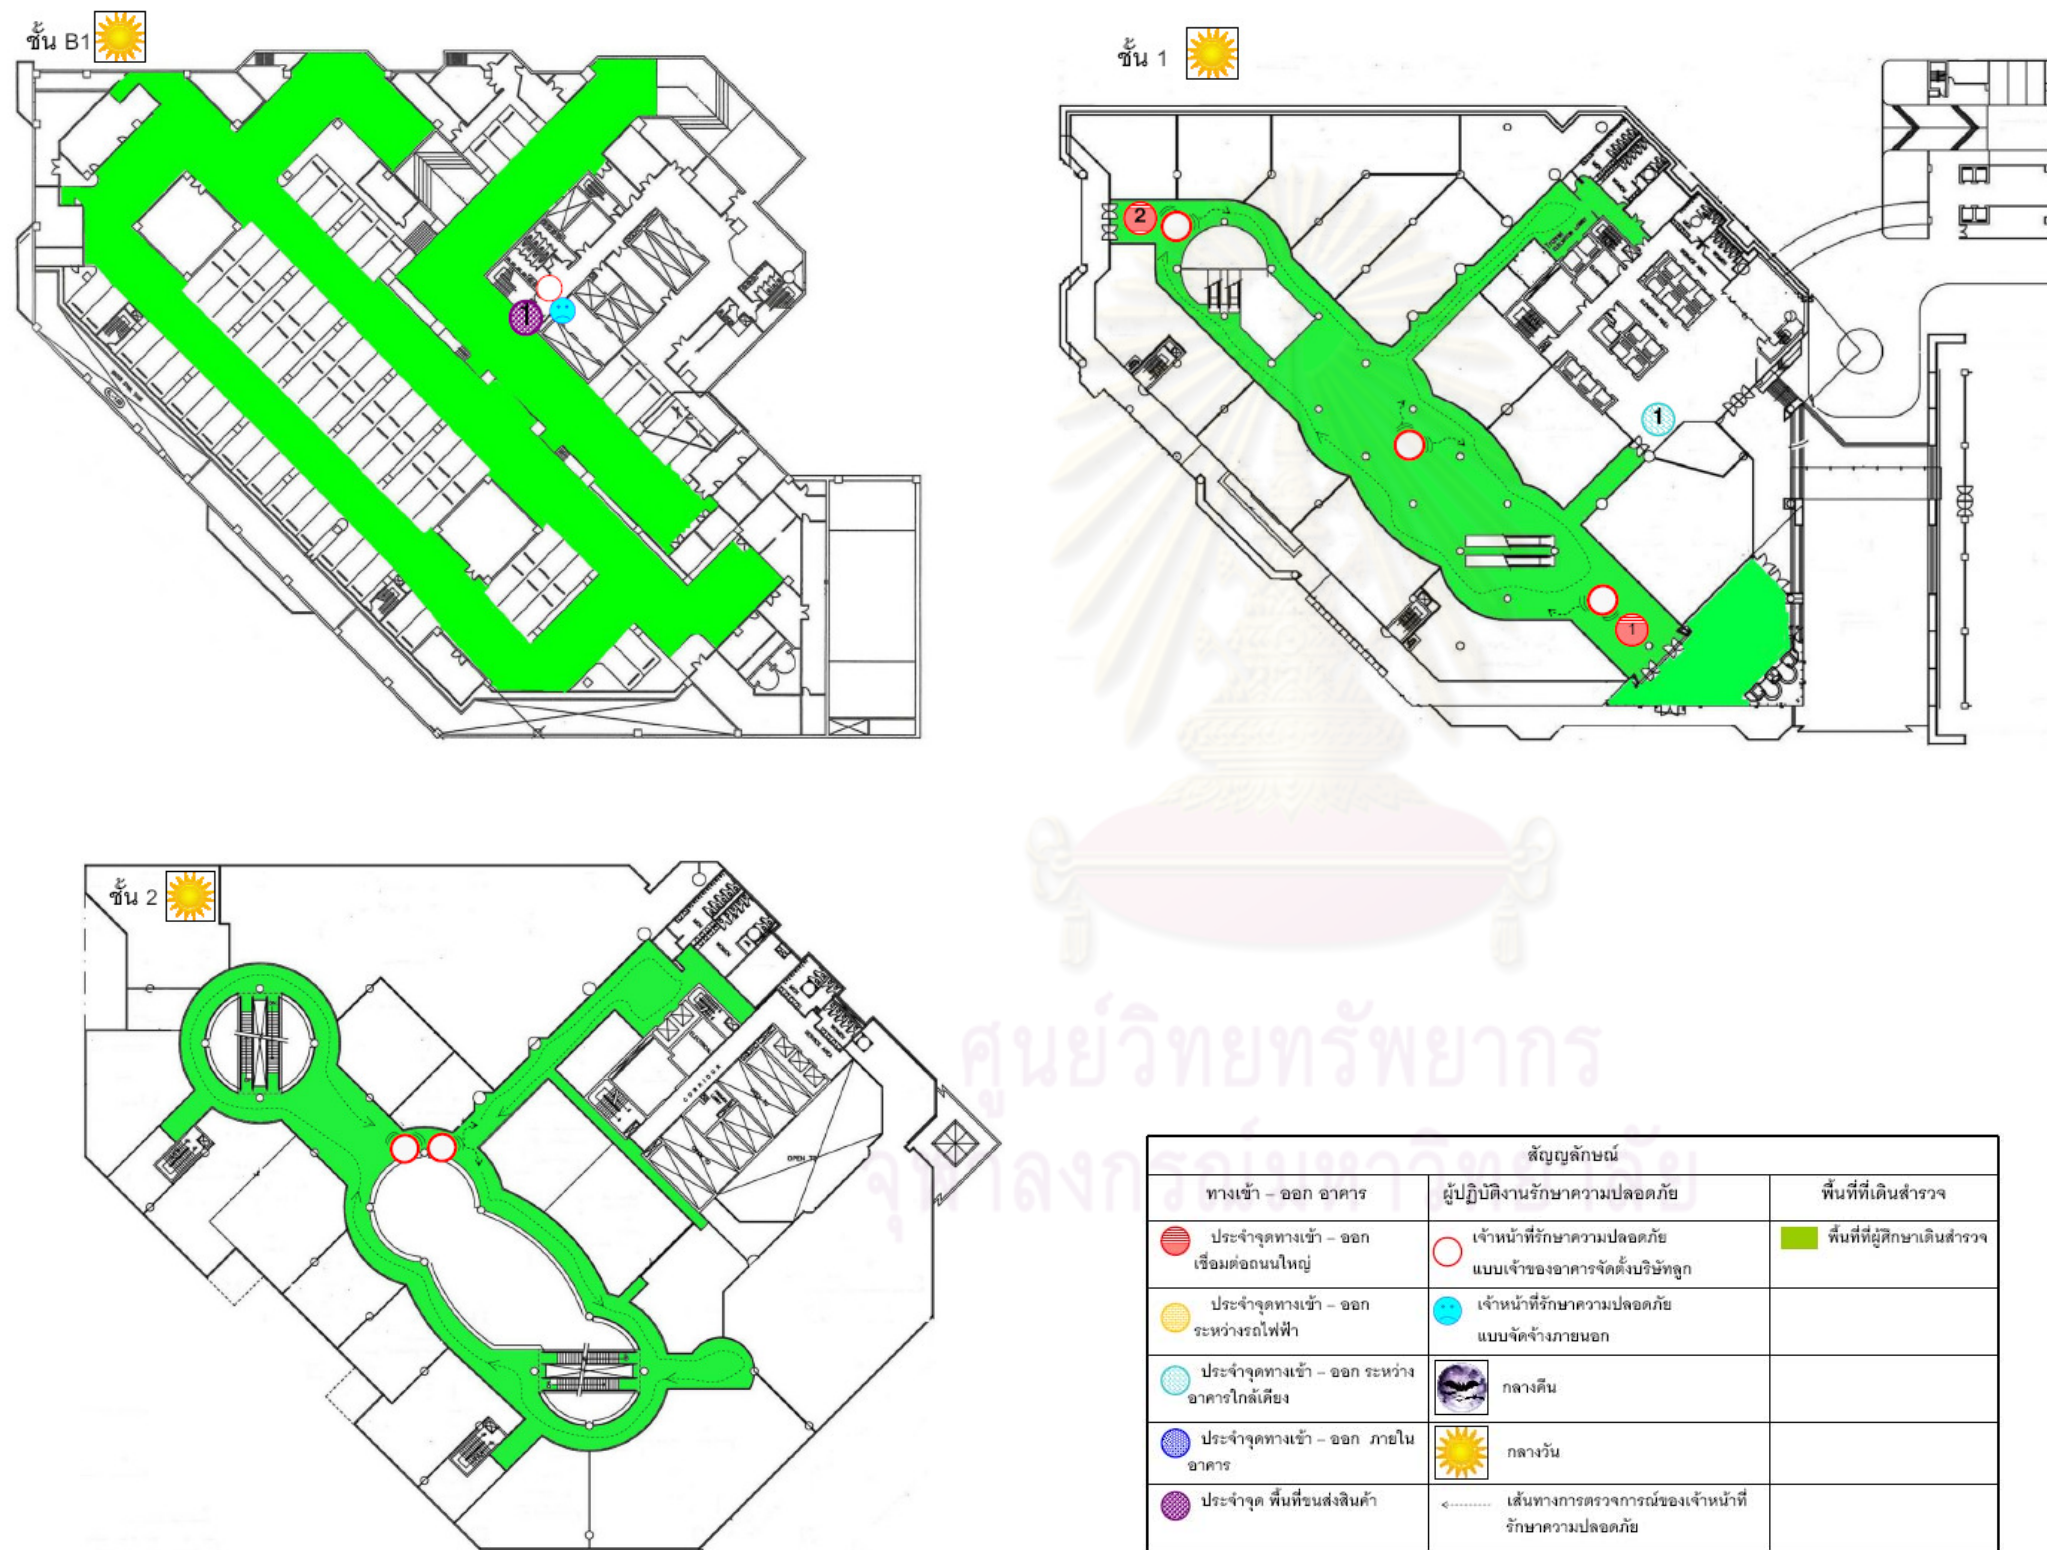 ชั้น B1
ชั้น 1
2
1
1
1
ชั้น 2
CORRIDOR
OPEN TO
ศูนย์วิทยทรัพยากร
จุฬาลงกรณ์มหาวิทยาลัย
สัญญลักษณ์
ทางเข้า – ออก อาคาร
ผู้ปฏิบัติงานรักษาความปลอดภัย
พื้นที่ที่เดินสำรวจ
ประจำจุดทางเข้า – ออก
เชื่อมต่อถนนใหญ่
เจ้าหน้าที่รักษาความปลอดภัย
แบบเจ้าของอาคารจัดตั้งบริษัทลูก
พื้นที่ที่ผู้ศึกษาเดินสำรวจ
ประจำจุดทางเข้า – ออก
ระหว่างรถไฟฟ้า
เจ้าหน้าที่รักษาความปลอดภัย
แบบจัดจ้างภายนอก
ประจำจุดทางเข้า – ออก ระหว่าง
อาคารใกล้เคียง
กลางคืน
ประจำจุดทางเข้า – ออก ภายใน
อาคาร
กลางวัน
ประจำจุด พื้นที่ขนส่งสินค้า
เส้นทางการตรวจการณ์ของเจ้าหน้าที่
รักษาความปลอดภัย